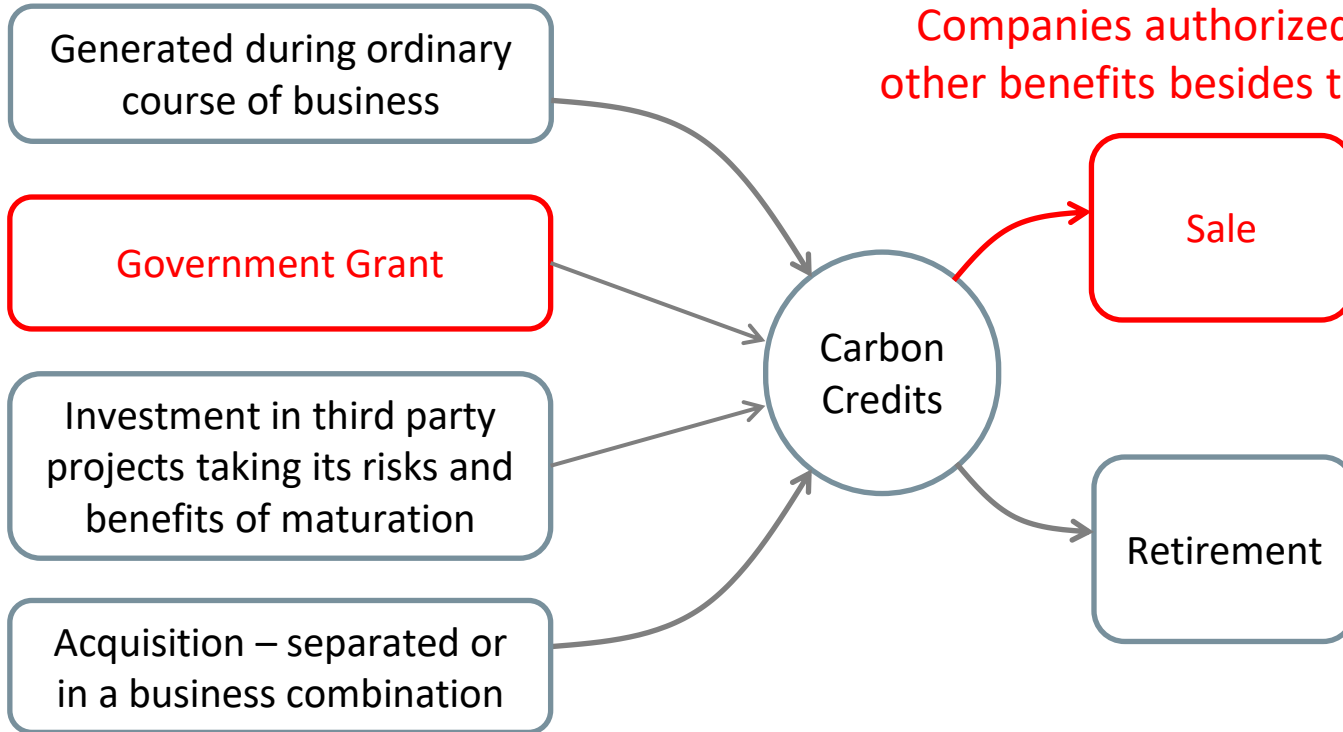 Generated during ordinary
course of business
Companies authorized
other benefits besides
Government Grant
Sale
Investment in third party
projects taking its risks and
benefits of maturation
Carbon
Credits
Retirement
Acquisition – separated or
in a business combination